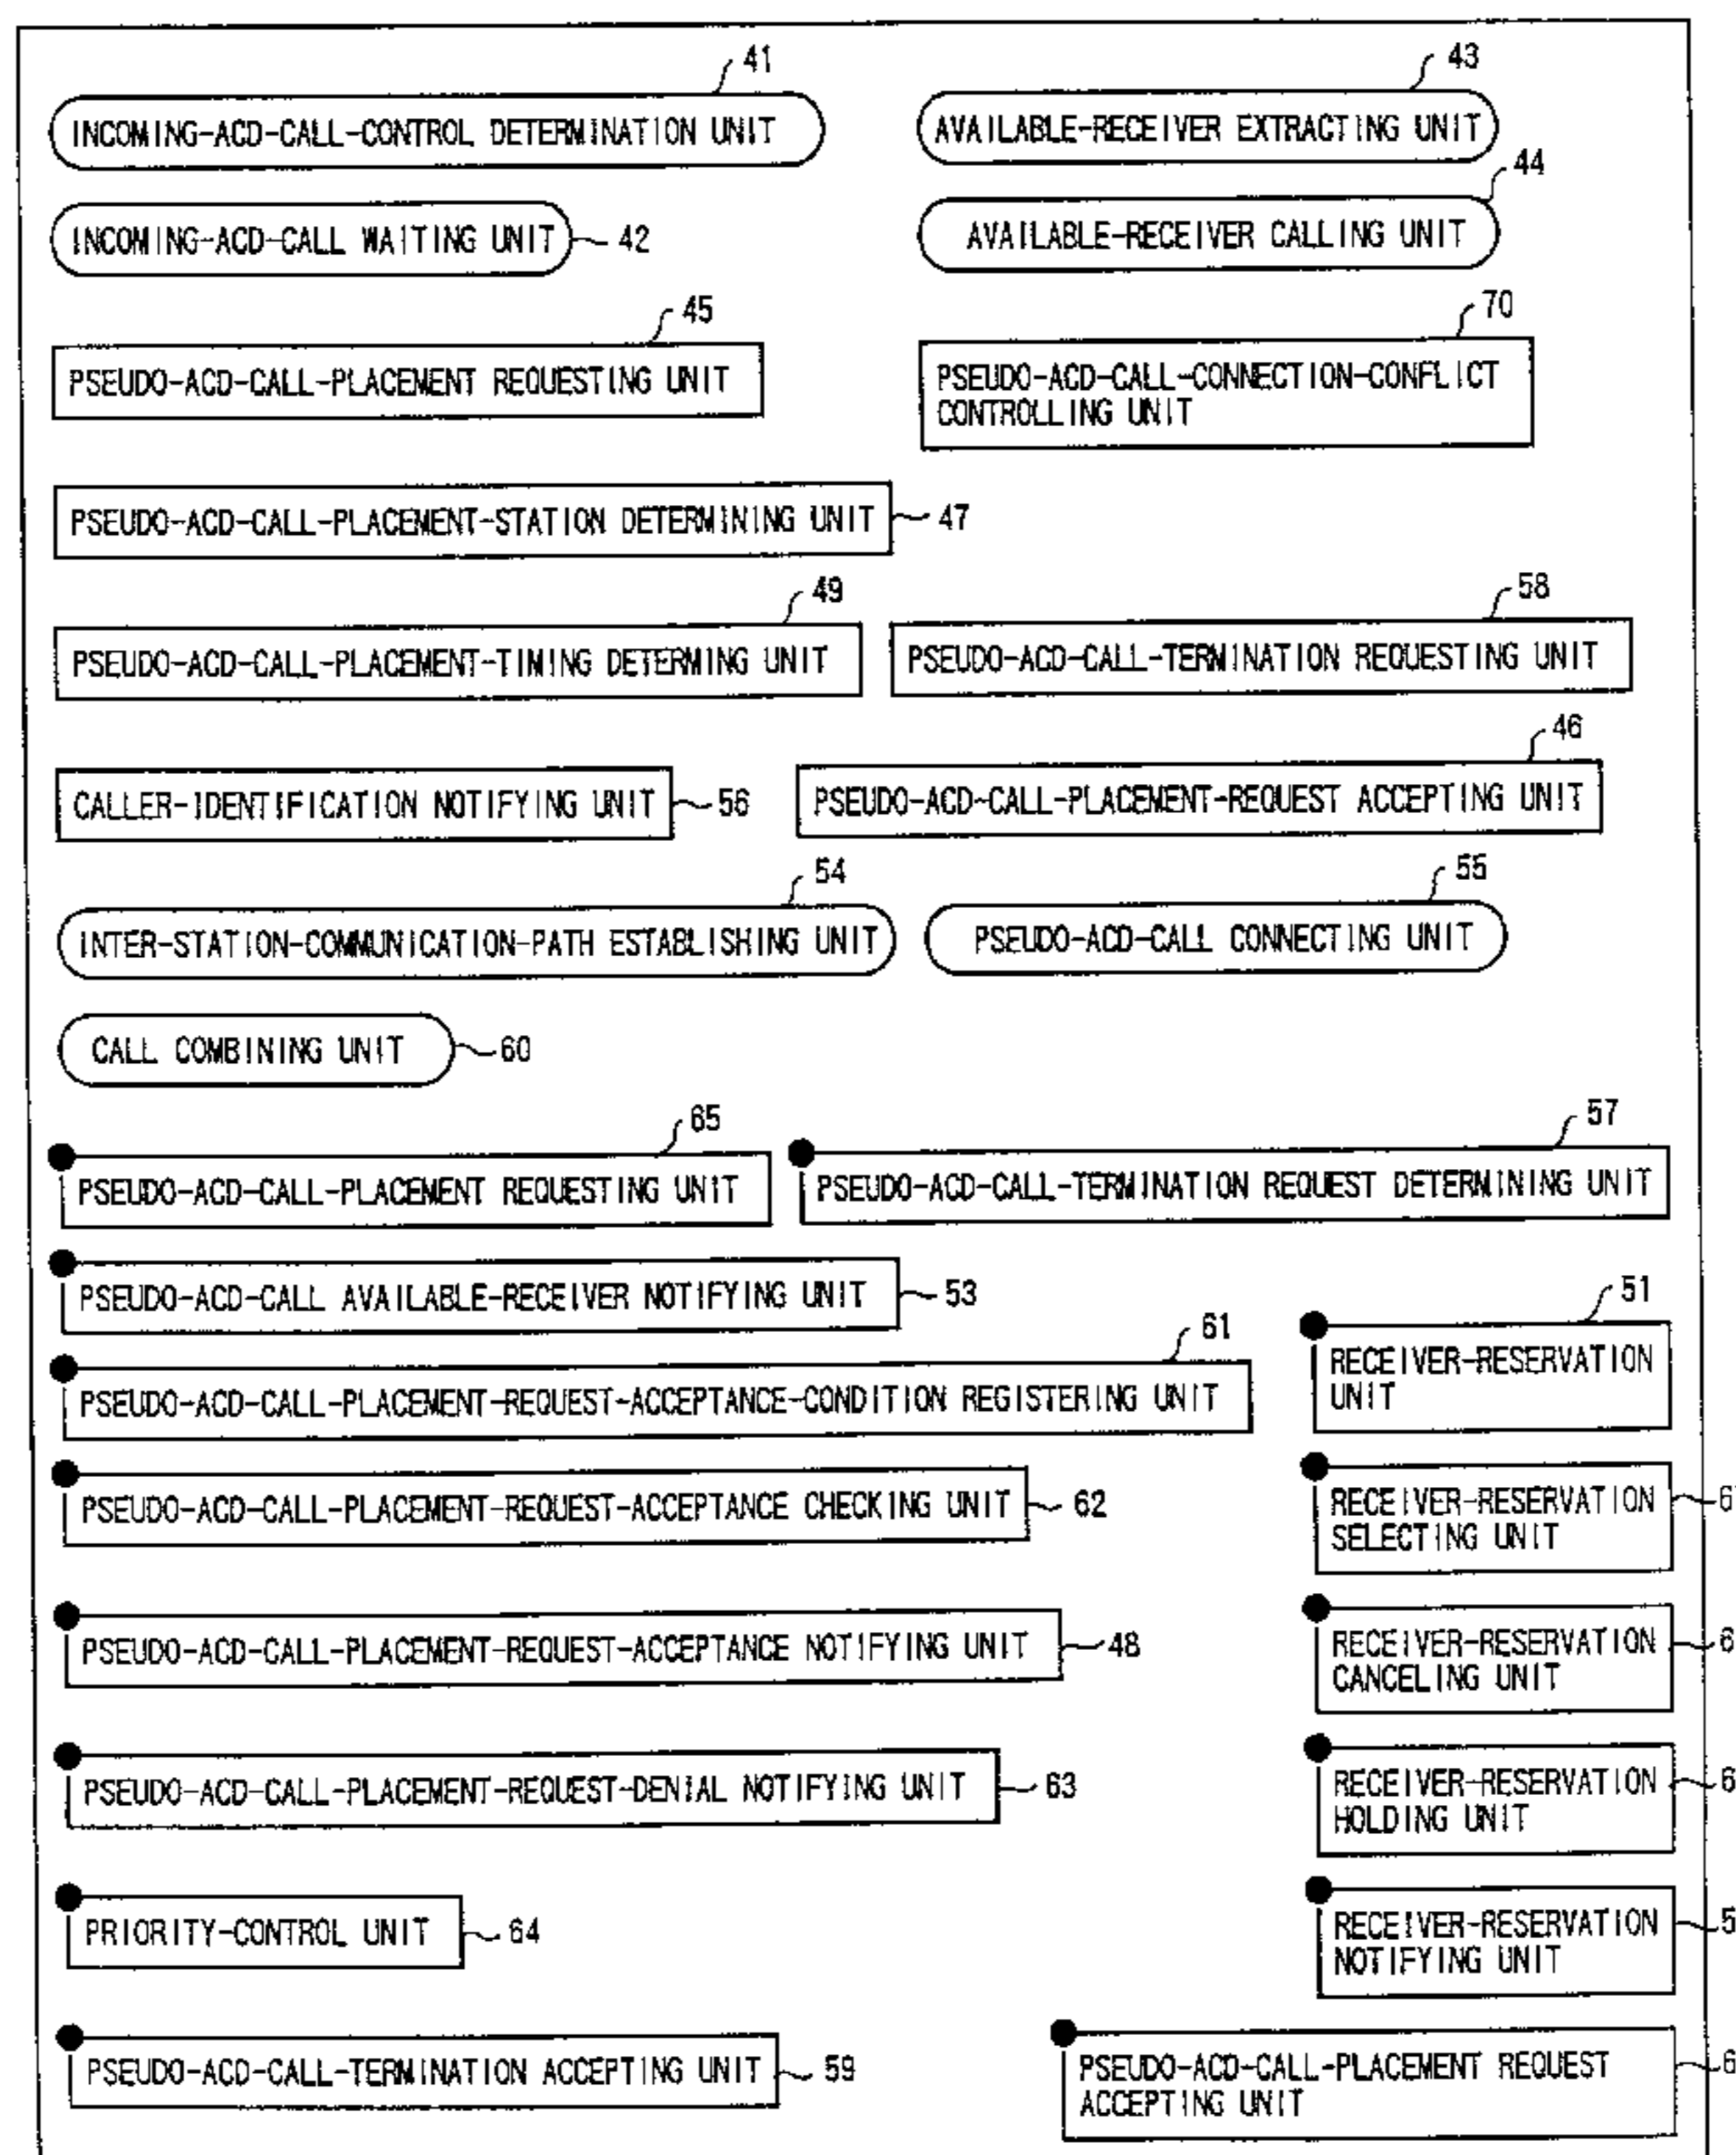 41
43
INCOMING-ACD-CALL-CONTROL DETERMINATION UNIT
AVAILABLE-RECEIVER EXTRACTING UNIT
44
INCOMING-ACD-CALL WAITING UNIT 42
AVAILABLE-RECEIVER CALLING UNIT
45
70
PSEUDO-ACD-CALL-PLACEMENT REQUESTING UNIT
PSEUDO-ACD-CALL-CONNECTION-CONFLICT
CONTROLLING UNIT
PSEUDO-ACD-CALL-PLACEMENT-STATION DETERMINING UNIT 47
49
58
PSEUDO-ACD-CALL-PLACEMENT-TIMING DETERMING UNIT
PSEUDO-ACD-CALL-TERMINATION REQUESTING UNIT
46
CALLER-IDENTIFICATION NOTIFYING UNIT 56
PSEUDO-ACD-CALL-PLACEMENT-REQUEST ACCEPTING UNIT
54
55
INTER-STATION-COMMUNICATION-PATH ESTABLISHING UNIT
PSEUDO-ACD-CALL CONNECTING UNIT
CALL COMBINING UNIT 60
65
57
PSEUDO-ACD-CALL-PLACEMENT REQUESTING UNIT
PSEUDO-ACD-CALL-TERMINATION REQUEST DETERMINING UNIT
PSEUDO-ACD-CALL AVAILABLE-RECEIVER NOTIFYING UNIT 53
51
61
RECEIVER-RESERVATION
UNIT
PSEUDO-ACD-CALL-PLACEMENT-REQUEST-ACCEPTANCE-CONDITION REGISTERING UNIT
PSEUDO-ACD-CALL-PLACEMENT-REQUEST-ACCEPTANCE CHECKING UNIT 62
RECEIVER-RESERVATION
SELECTING UNIT
PSEUDO-ACD-CALL-PLACEMENT-REQUEST-ACCEPTANCE NOTIFYING UNIT 48
RECEIVER-RESERVATION
CANCELING UNIT
PSEUDO-ACD-CALL-PLACEMENT-REQUEST-DENIAL NOTIFYING UNIT 63
RECEIVER-RESERVATION
HOLDING UNIT
PRIORITY-CONTROL UNIT 64
RECEIVER-RESERVATION
NOTIFYING UNIT
PSEUDO-ACD-CALL-TERMINATION ACCEPTING UNIT 59
PSEUDO-ACD-CALL-PLACEMENT REQUEST
ACCEPTING UNIT